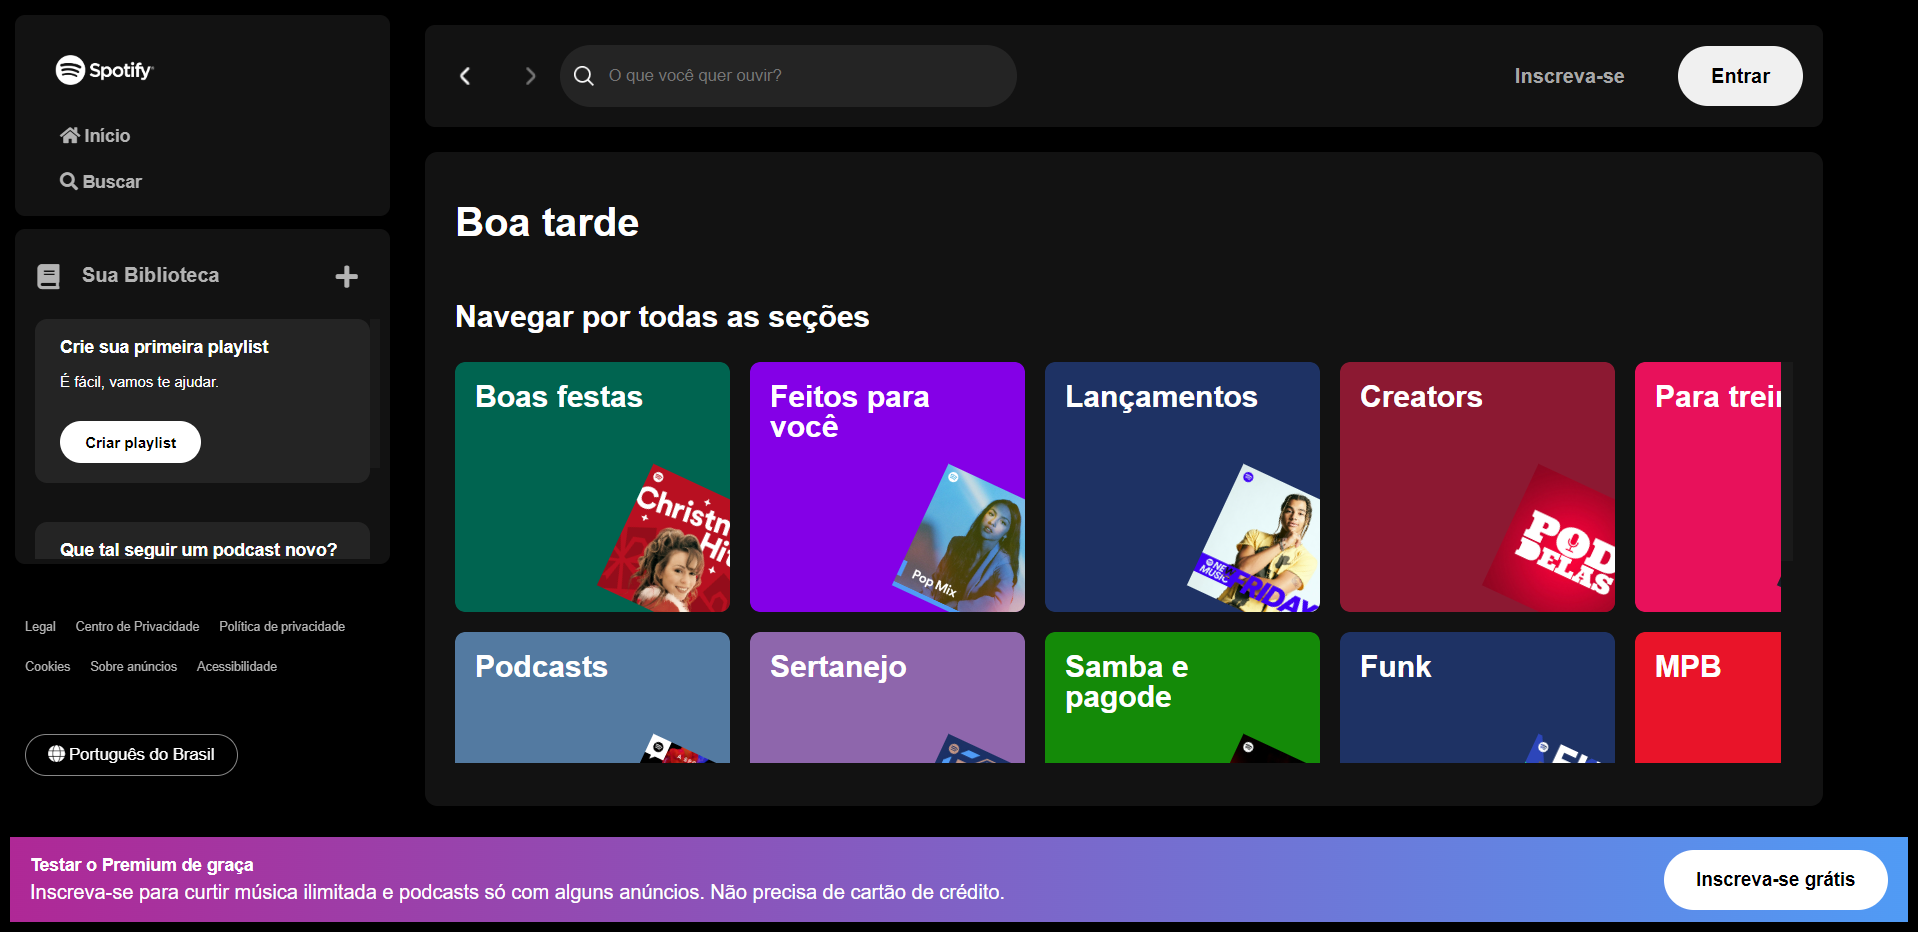 Spotify
Início
Buscar
Sua Biblioteca
Crie sua primeira playlist
É fácil, vamos te ajudar.
Criar playlist
Que tal seguir um podcast novo?
Legal Centro de Privacidade Política de privacidade
Cookies Sobre anúncios Acessibilidade
Português do Brasil
O que você quer ouvir?
Inscreva-se
Entrar
Boa tarde
Navegar por todas as seções
Boas festas
Christm
Hi
Feitos para
você
Pop Mix
Lançamentos
NE
MUSIC
FRIDAY
Creators
POD
DELAS
Para trei
Podcasts
Sertanejo
Samba e
pagode
Funk
MPB
Testar o Premium de graça
Inscreva-se para curtir música ilimitada e podcasts só com alguns anúncios. Não precisa de cartão de crédito.
Inscreva-se grátis